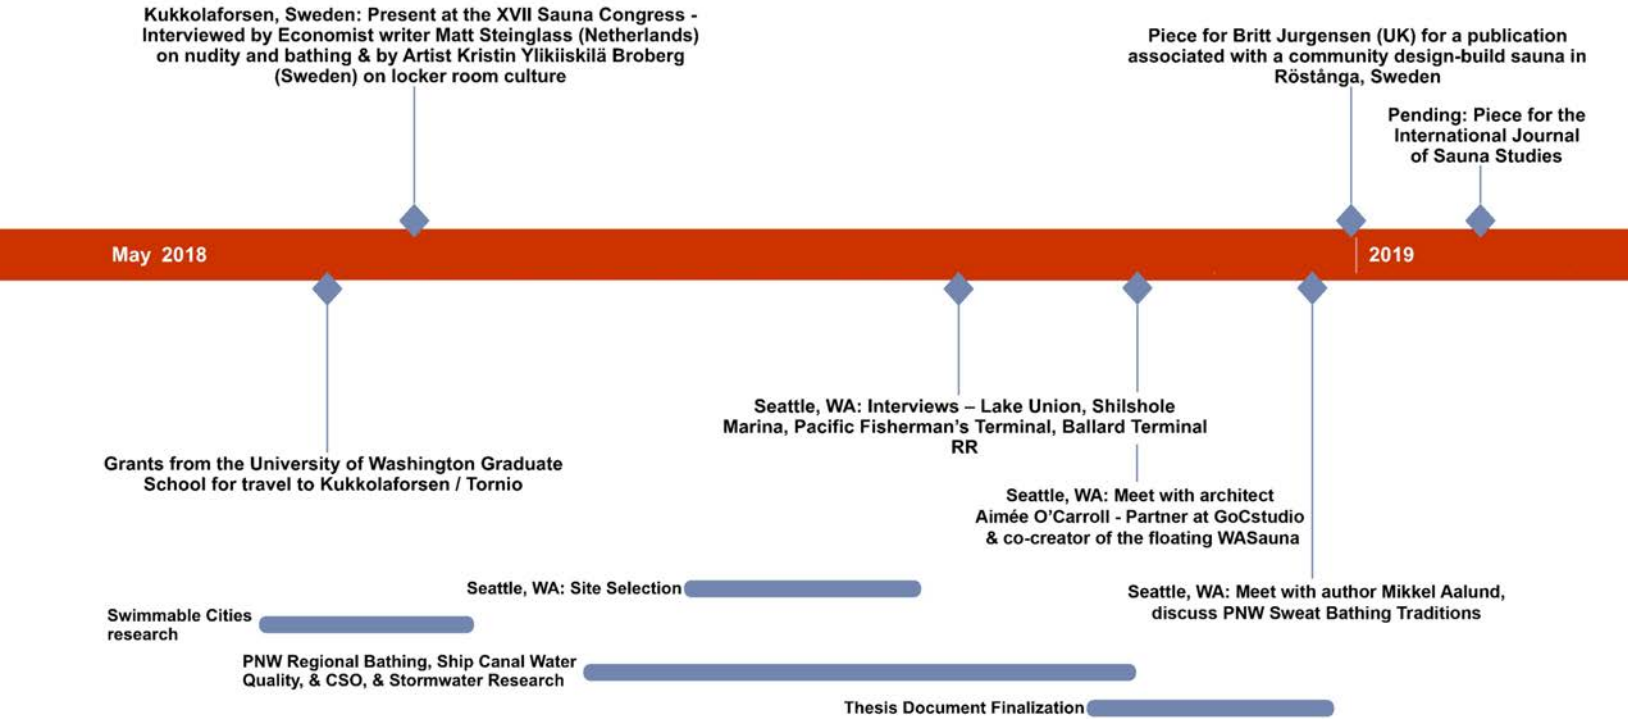 Kukkolaforsen, Sweden: Present at the XVII Sauna Congress -
Interviewed by Economist writer Matt Steinglass (Netherlands)
on nudity and bathing & by Artist Kristin Ylikiiskilä Broberg
(Sweden) on locker room culture
Piece for Britt Jurgensen (UK) for a publication
associated with a community design-build sauna in
Röstånga, Sweden
Pending: Piece for the
International Journal
of Sauna Studies
May 2018
2019
Grants from the University of Washington Graduate
School for travel to Kukkolaforsen / Tornio
Seattle, WA: Interviews – Lake Union, Shilshole
Marina, Pacific Fisherman's Terminal, Ballard Terminal
RR
Seattle, WA: Meet with architect
Aimée O'Carroll - Partner at GoCstudio
& co-creator of the floating WASauna
Seattle, WA: Meet with author Mikkel Aalund,
discuss PNW Sweat Bathing Traditions
Seattle, WA: Site Selection
Swimmable Cities
research
PNW Regional Bathing, Ship Canal Water
Quality, & CSO, & Stormwater Research
Thesis Document Finalization